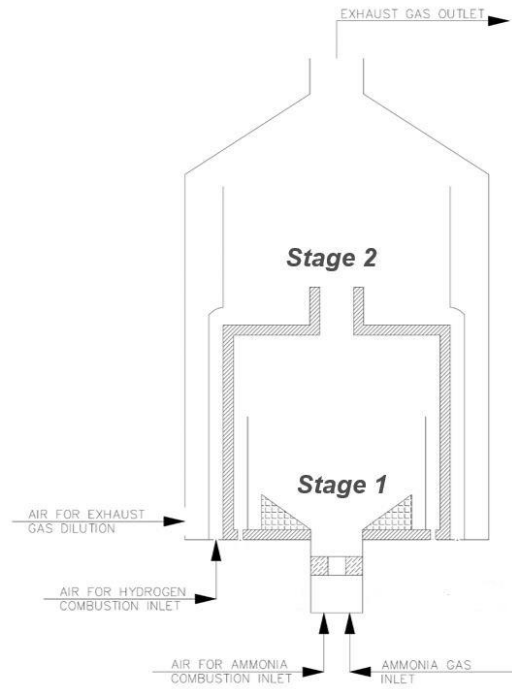 EXHAUST GAS OUTLET
Stage 2
Stage 1
AIR FOR EXHAUST
GAS DILUTION
AIR FOR HYDROGEN
COMBUSTION INLET
AIR FOR AMMONIA
COMBUSTION INLET
AMMONIA GAS
INLET